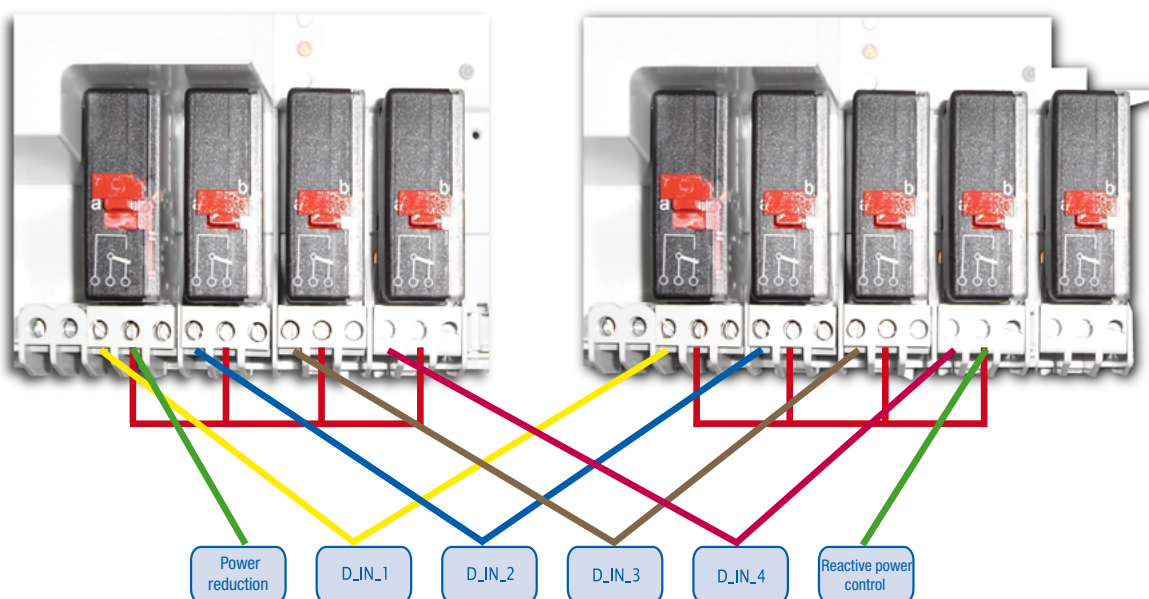 b
b
b
a
a
a
a
b
b
b
a
a
a
a
Power
reduction
D_IN_1
D_IN_2
D_IN_3
D_IN_4
Reactive power
control